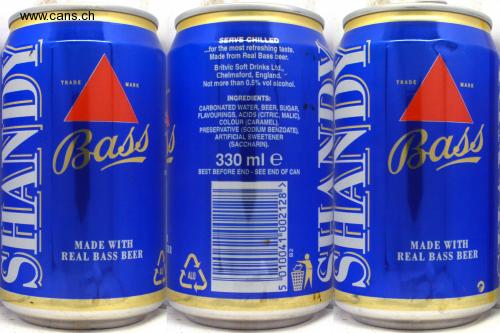 www.cans.ch
SHANDY
TRADE MARK
Bass
MADE WITH
REAL BASS BEER
ALU
SERVE CHILLED
...for the most refreshing taste.
Made from Real Bass beer.
Britvic Soft Drinks Ltd.,
Chelmsford, England.
Not more than 0.5% vol alcohol.
INGREDIENTS:
CARBONATED WATER, BEER, SUGAR,
FLAVOURINGS, ACIDS (CITRIC, MALIC),
COLOUR (CARAMEL),
PRESERVATIVE (SODIUM BENZOATE),
ARTIFICIAL SWEETENER
(SACCHARIN).
330 ml e
BEST BEFORE END - SEE END OF CAN
5 010041 002128 >
ALU
G2
SHANDY
TRADE MARK
Bass
MADE WITH
REAL BASS BEER